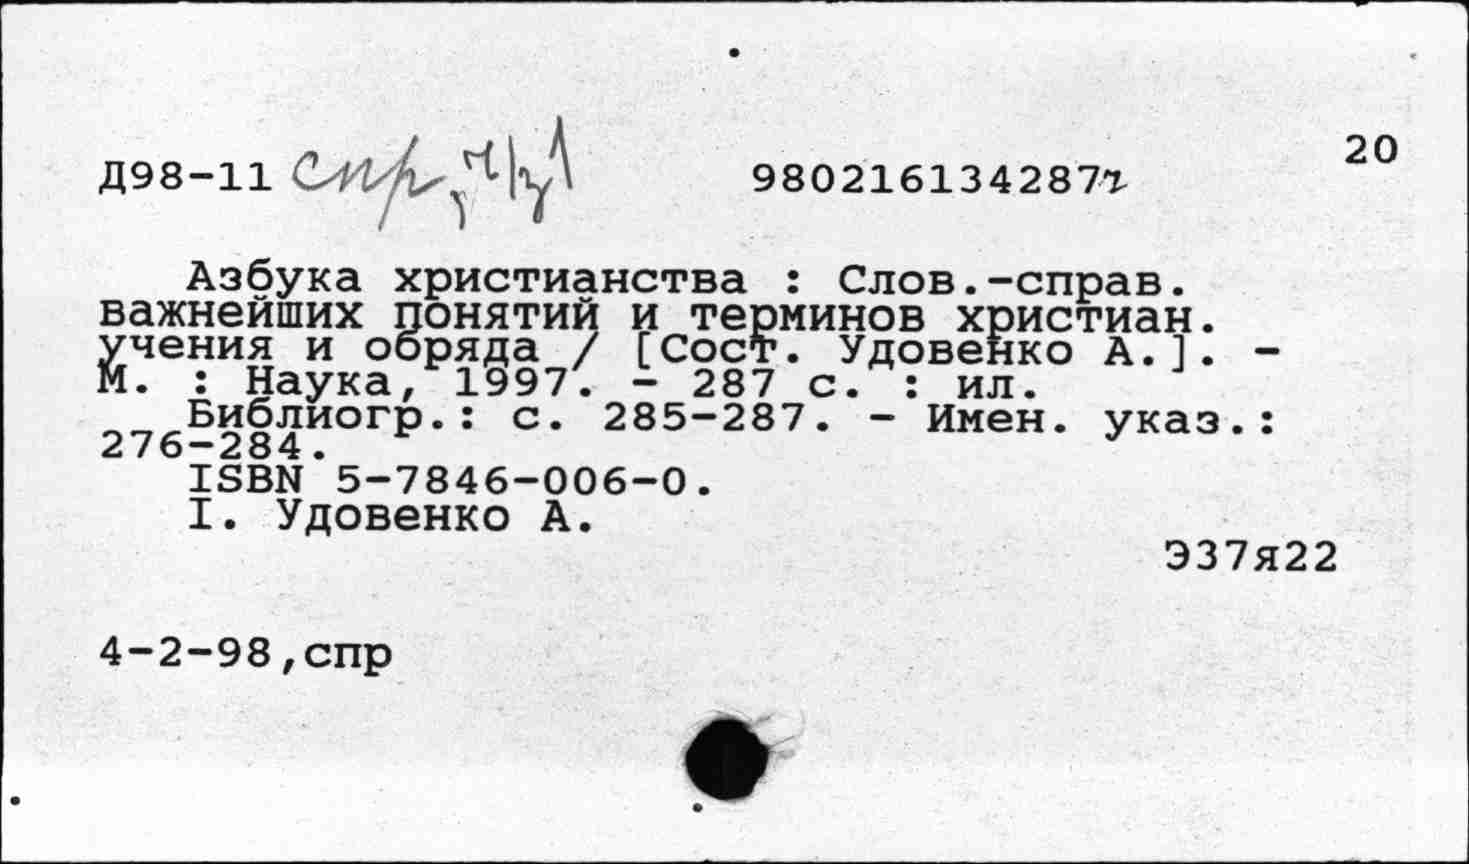 20
Д98-11 спр, ч/з1 9802161342872
Азбука христианства : Слов.-справ.
важнейших понятий и терминов христиан.
учения и обряда / [Сост. Удовенко А.]. -
М. : Наука, 1997. - 287 с. : ил.
Библиогр.: с. 285-287. - Имен. указ.:
276-284.
ISBN 5-7846-006-0.
I. Удовенко А.
Э37я22
4-2-98,спр